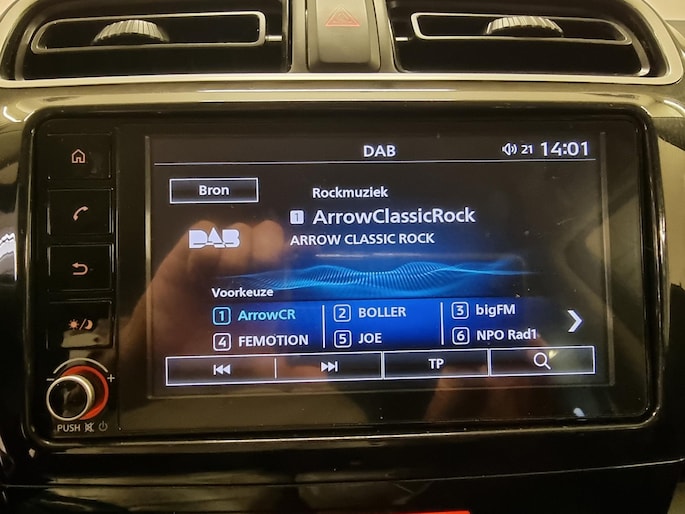 DAB
21 14:01
Bron
Rockmuziek
1 ArrowClassicRock
DAB
ARROW CLASSIC ROCK
Voorkeuze
1 ArrowCR
2 BOLLER
3 bigFM
4 FEMOTION
5 JOE
6 NPO Rad1
TP
- +
PUSH